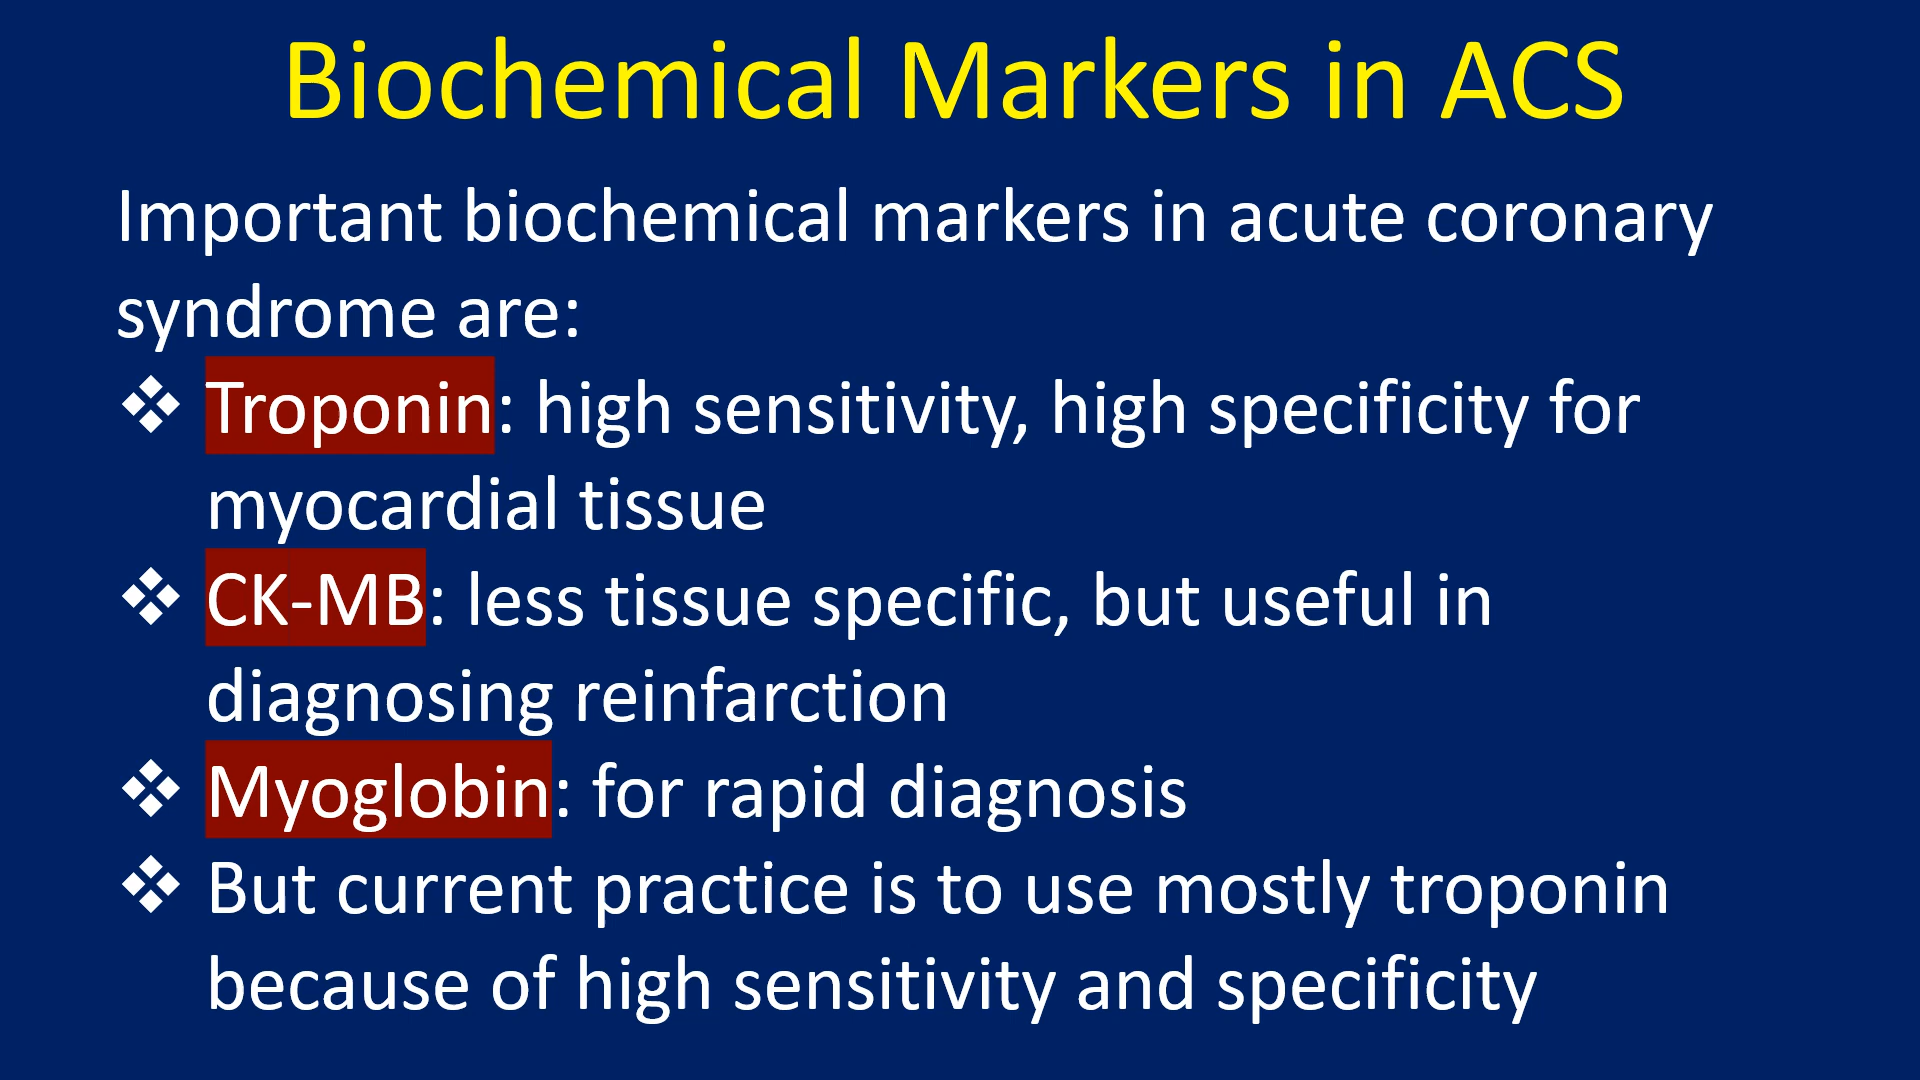 Biochemical Markers in ACS
Important biochemical markers in acute coronary
syndrome are:
❖ Troponin: high sensitivity, high specificity for
myocardial tissue
❖ CK-MB: less tissue specific, but useful in
diagnosing reinfarction
❖ Myoglobin: for rapid diagnosis
❖ But current practice is to use mostly troponin
because of high sensitivity and specificity